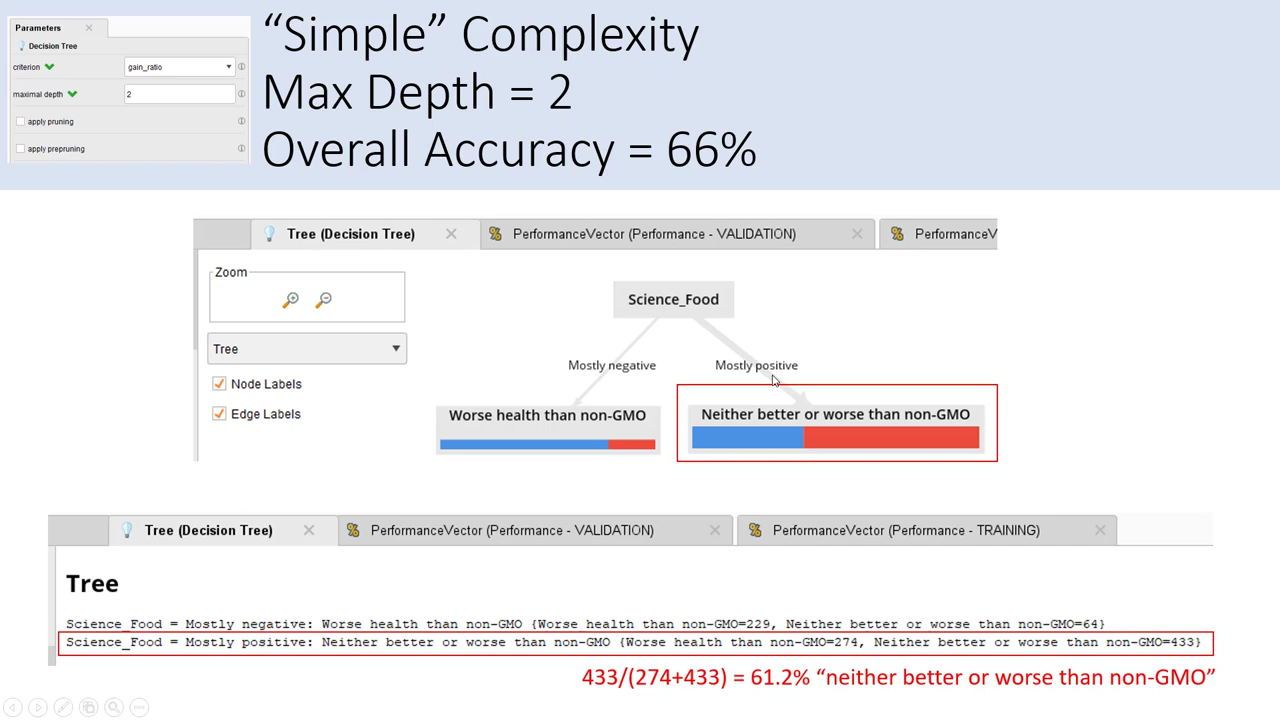 Parameters
Decision Tree
criterion
gain_ratio
maximal depth
2
apply pruning
apply prepruning
“Simple” Complexity
Max Depth = 2
Overall Accuracy = 66%
Tree (Decision Tree)
PerformanceVector (Performance - VALIDATION)
PerformanceV
Zoom
Tree
Node Labels
Edge Labels
Science_Food
Mostly negative
Mostly positive
Worse health than non-GMO
Neither better or worse than non-GMO
Tree (Decision Tree)
PerformanceVector (Performance - VALIDATION)
PerformanceVector (Performance - TRAINING)
Tree
Science_Food = Mostly negative: Worse health than non-GMO {Worse health than non-GMO=229, Neither better or worse than non-GMO=64}
Science_Food = Mostly positive: Neither better or worse than non-GMO {Worse health than non-GMO=274, Neither better or worse than non-GMO=433}
433/(274+433) = 61.2% “neither better or worse than non-GMO”